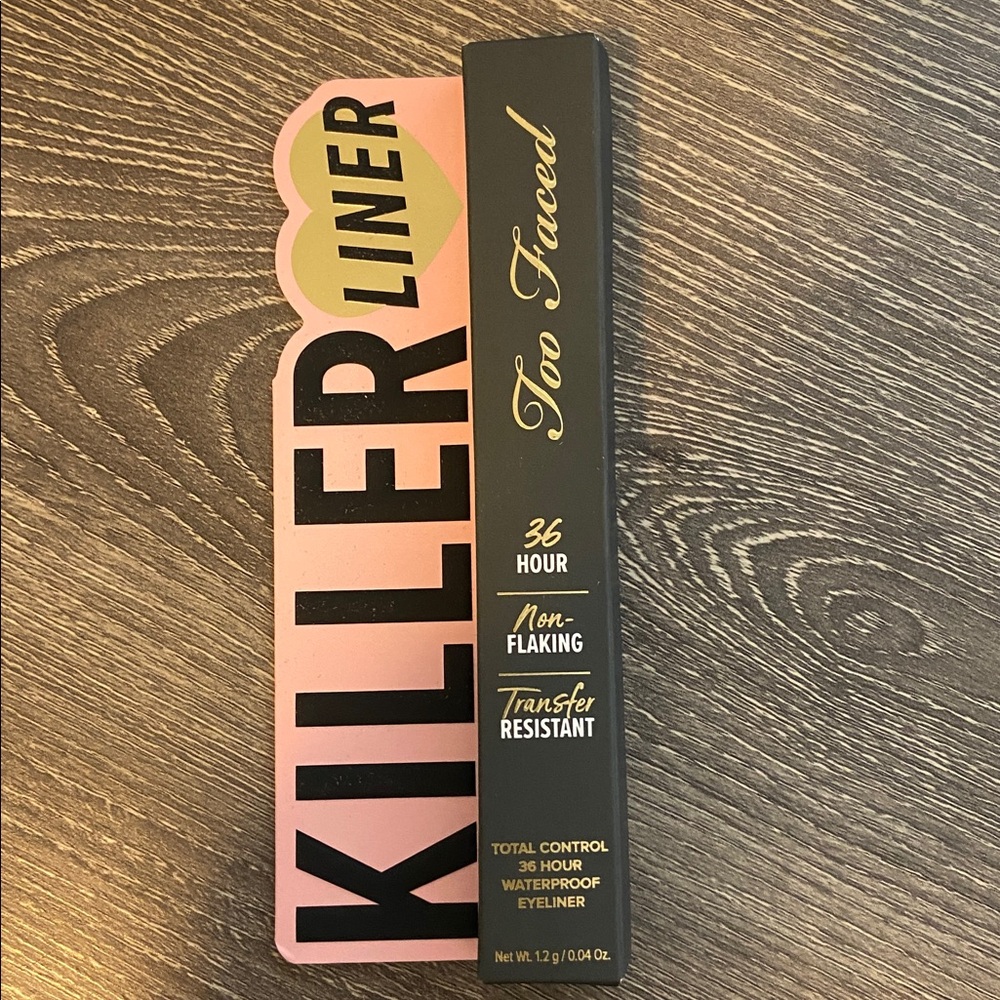 KILLER
LINER
Too Faced
36
HOUR
Non-
FLAKING
Transfer
RESISTANT
TOTAL CONTROL
36 HOUR
WATERPROOF
EYELINER
Net Wt. 1.2 g / 0.04 Oz.